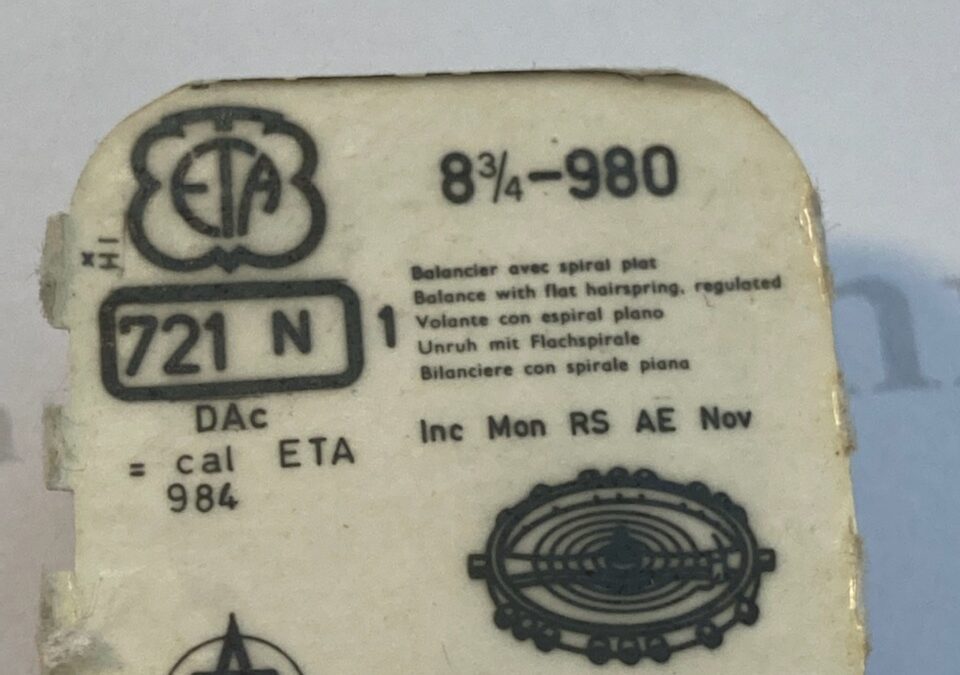 ETA
8¾–980
XII
721 N
1
Balancier avec spiral plat
Balance with flat hairspring, regulated
Volante con espiral plano
Unruh mit Flachspirale
Bilanciere con spirale piana
DAc
= cal ETA
984
Inc Mon RS AE Nov